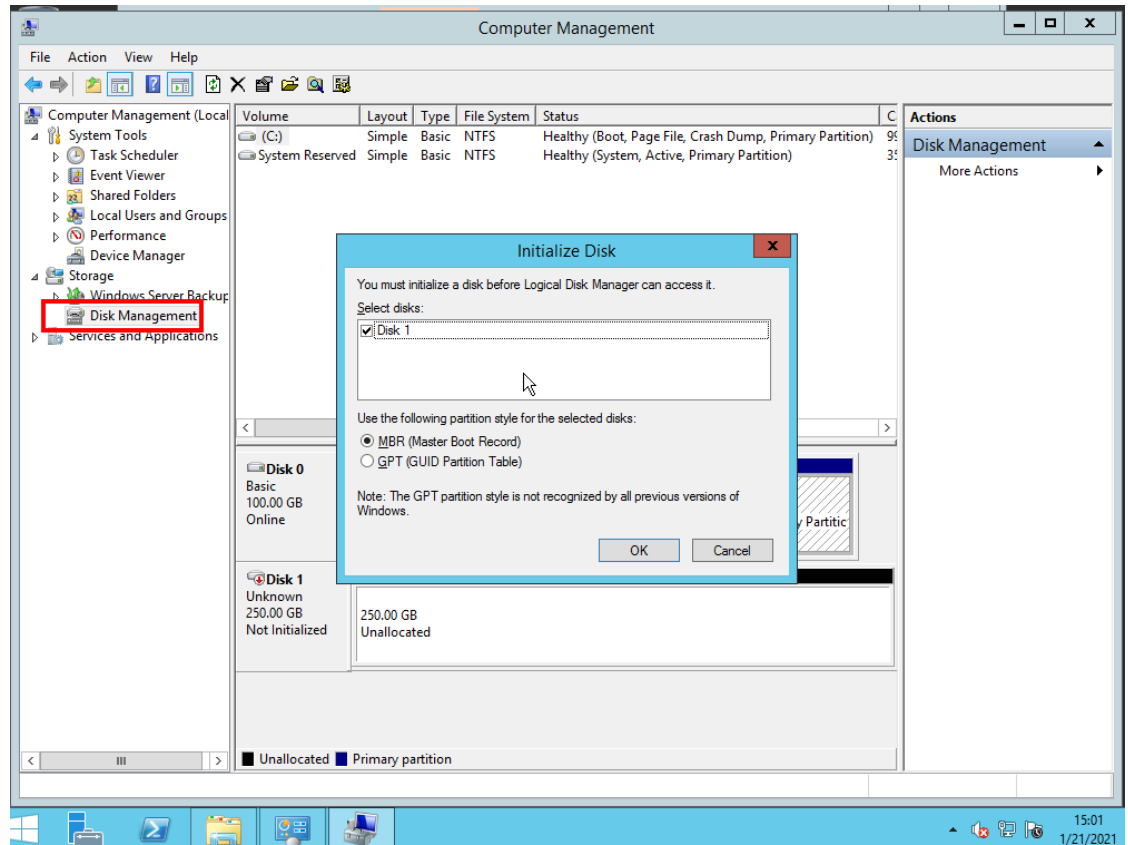 Computer Management
File Action View Help
Computer Management (Local
System Tools
Task Scheduler
Event Viewer
Shared Folders
Local Users and Groups
Performance
Device Manager
Storage
Windows Server Backup
Disk Management
Services and Applications
Volume Layout Type File System Status C
(C:) Simple Basic NTFS Healthy (Boot, Page File, Crash Dump, Primary Partition) 99
System Reserved Simple Basic NTFS Healthy (System, Active, Primary Partition) 35
Actions
Disk Management
More Actions
Initialize Disk
You must initialize a disk before Logical Disk Manager can access it.
Select disks:
Disk 1
Use the following partition style for the selected disks:
MBR (Master Boot Record)
GPT (GUID Partition Table)
Note: The GPT partition style is not recognized by all previous versions of
Windows.
OK Cancel
Disk 0
Basic
100.00 GB
Online
y Partitic
Disk 1
Unknown
250.00 GB
Not Initialized
250.00 GB
Unallocated
Unallocated Primary partition
15:01
1/21/2021